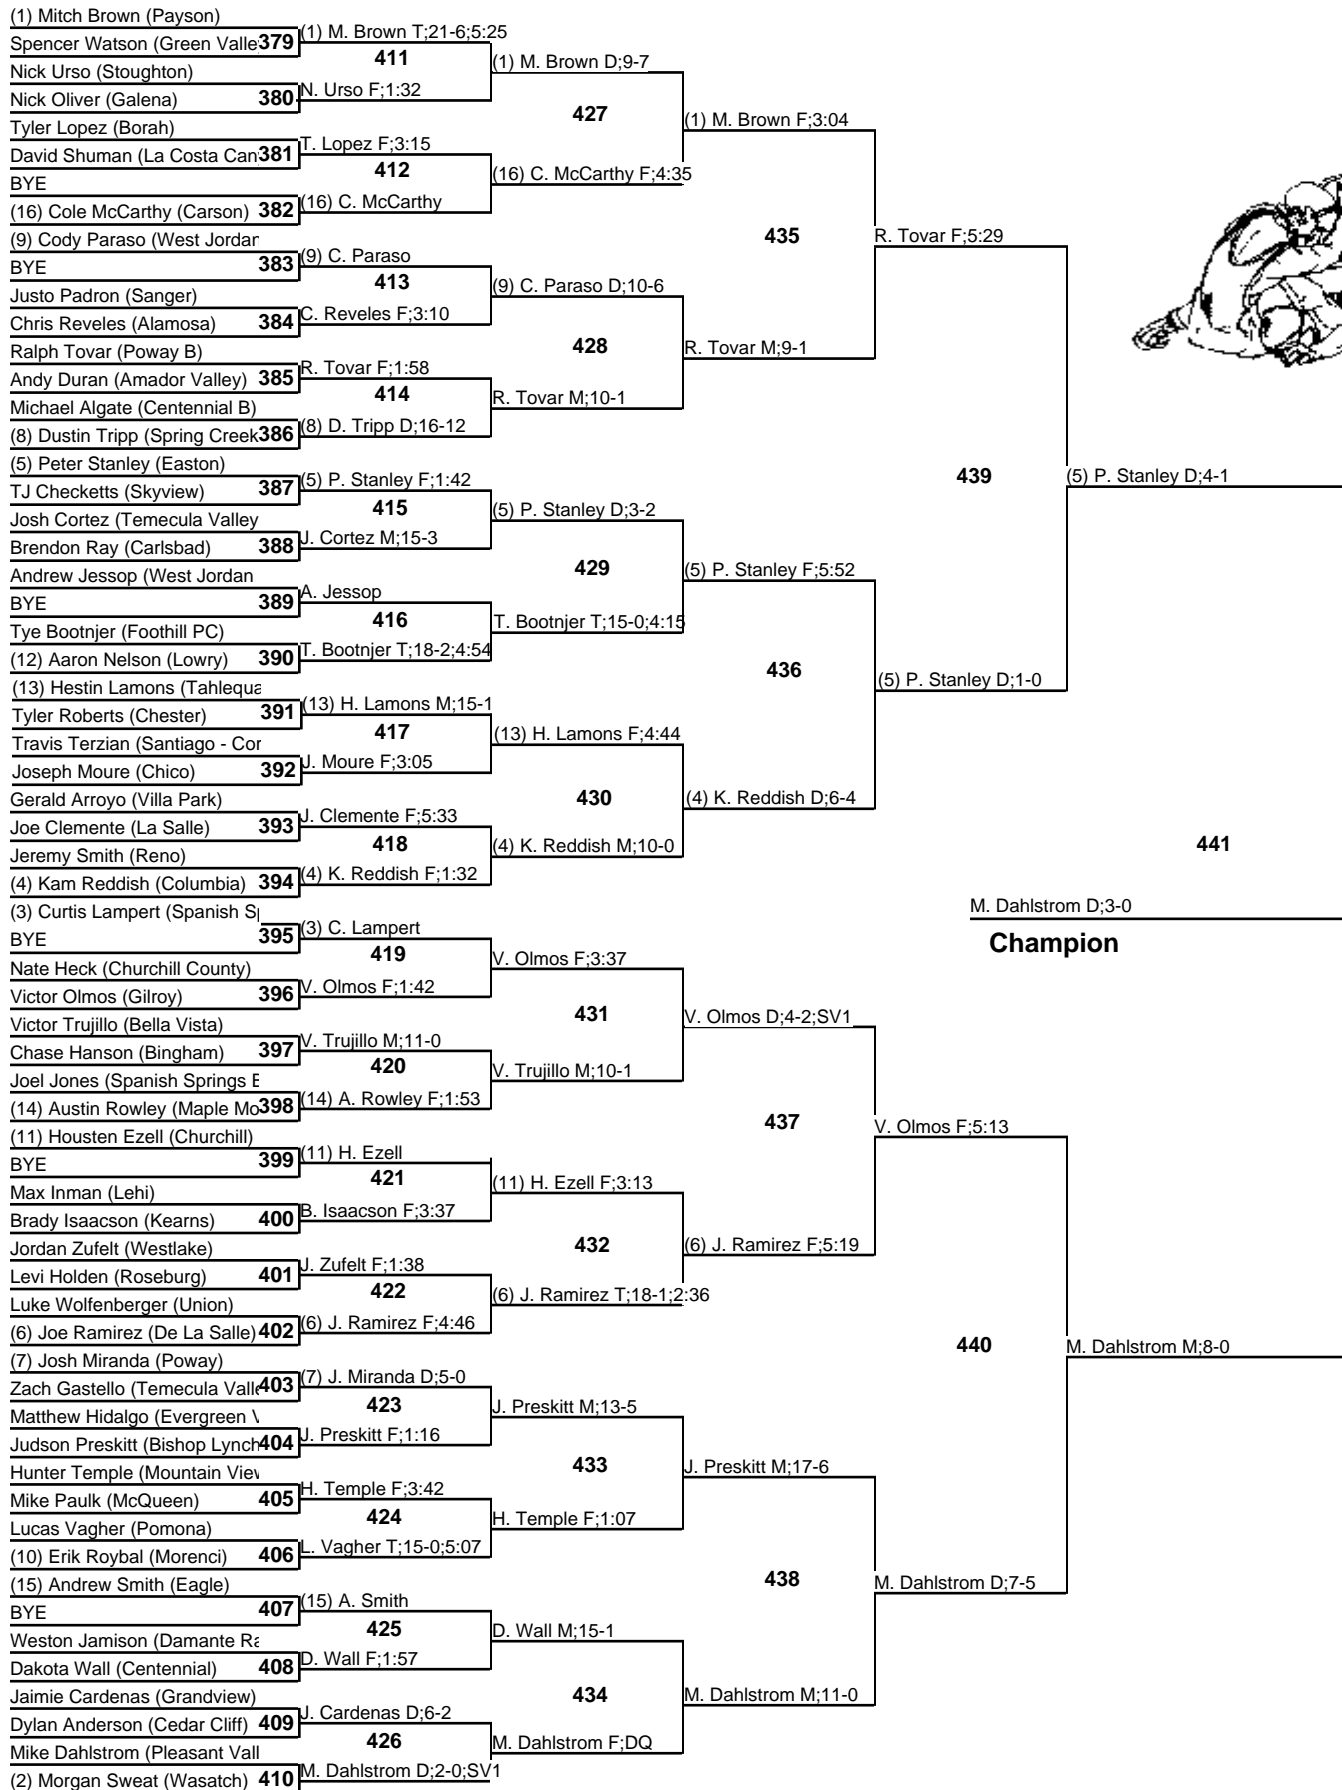 (1) Mitch Brown (Payson)
Spencer Watson (Green Valle
379
Nick Urso (Stoughton)
Nick Oliver (Galena)
380
Tyler Lopez (Borah)
David Shuman (La Costa Can
381
BYE
(16) Cole McCarthy (Carson)
382
(9) Cody Paraso (West Jordan
BYE
383
Justo Padron (Sanger)
Chris Reveles (Alamosa)
384
Ralph Tovar (Poway B)
Andy Duran (Amador Valley)
385
Michael Algate (Centennial B)
(8) Dustin Tripp (Spring Creek
386
(5) Peter Stanley (Easton)
TJ Checketts (Skyview)
387
Josh Cortez (Temecula Valley
Brendon Ray (Carlsbad)
388
Andrew Jessop (West Jordan
BYE
389
Tye Bootnjer (Foothill PC)
(12) Aaron Nelson (Lowry)
390
(13) Hestin Lamons (Tahlequa
Tyler Roberts (Chester)
391
Travis Terzian (Santiago - Cor
Joseph Moure (Chico)
392
Gerald Arroyo (Villa Park)
Joe Clemente (La Salle)
393
Jeremy Smith (Reno)
(4) Kam Reddish (Columbia)
394
(3) Curtis Lampert (Spanish S
BYE
395
Nate Heck (Churchill County)
Victor Olmos (Gilroy)
396
Victor Trujillo (Bella Vista)
Chase Hanson (Bingham)
397
Joel Jones (Spanish Springs
(14) Austin Rowley (Maple Mo
398
(11) Housten Ezell (Churchill)
BYE
399
Max Inman (Lehi)
Brady Isaacson (Kearns)
400
Jordan Zufelt (Westlake)
Levi Holden (Roseburg)
401
Luke Wolfenberger (Union)
(6) Joe Ramirez (De La Salle)
402
(7) Josh Miranda (Poway)
Zach Gastello (Temecula Valle
403
Matthew Hidalgo (Evergreen
Judson Preskitt (Bishop Lynch
404
Hunter Temple (Mountain View
Mike Paulk (McQueen)
405
Lucas Vagher (Pomona)
(10) Erik Roybal (Morenci)
406
(15) Andrew Smith (Eagle)
BYE
407
Weston Jamison (Damante Ra
Dakota Wall (Centennial)
408
Jaimie Cardenas (Grandview)
Dylan Anderson (Cedar Cliff)
409
Mike Dahlstrom (Pleasant Vall
(2) Morgan Sweat (Wasatch)
410
(1) M. Brown T;21-6;5:25
411
N. Urso F;1:32
T. Lopez F;3:15
412
(16) C. McCarthy
(9) C. Paraso
413
C. Reveles F;3:10
R. Tovar F;1:58
414
(8) D. Tripp D;16-12
(5) P. Stanley F;1:42
415
J. Cortez M;15-3
A. Jessop
416
T. Bootnjer T;18-2;4:54
(13) H. Lamons M;15-1
417
J. Moure F;3:05
J. Clemente F;5:33
418
(4) K. Reddish F;1:32
(3) C. Lampert
419
V. Olmos F;1:42
V. Trujillo M;11-0
420
(14) A. Rowley F;1:53
(11) H. Ezell
421
B. Isaacson F;3:37
J. Zufelt F;1:38
422
(6) J. Ramirez F;4:46
(7) J. Miranda D;5-0
423
J. Preskitt F;1:16
H. Temple F;3:42
424
L. Vagher T;15-0;5:07
(15) A. Smith
425
D. Wall F;1:57
J. Cardenas D;6-2
426
M. Dahlstrom D;2-0;SV1
(1) M. Brown D;9-7
427
(16) C. McCarthy F;4:35
(9) C. Paraso D;10-6
428
R. Tovar M;10-1
(5) P. Stanley D;3-2
429
T. Bootnjer T;15-0;4:15
(13) H. Lamons F;4:44
430
(4) K. Reddish M;10-0
V. Olmos F;3:37
431
V. Trujillo M;10-1
(11) H. Ezell F;3:13
432
(6) J. Ramirez T;18-1;2:36
J. Preskitt M;13-5
433
H. Temple F;1:07
D. Wall M;15-1
434
M. Dahlstrom F;DQ
(1) M. Brown F;3:04
435
R. Tovar M;9-1
(5) P. Stanley F;5:52
436
(4) K. Reddish D;6-4
V. Olmos D;4-2;SV1
437
(6) J. Ramirez F;5:19
J. Preskitt M;17-6
438
M. Dahlstrom M;11-0
R. Tovar F;5:29
439
(5) P. Stanley D;1-0
V. Olmos F;5:13
440
M. Dahlstrom D;7-5
(5) P. Stanley D;4-1
441
M. Dahlstrom M;8-0
M. Dahlstrom D;3-0
Champion